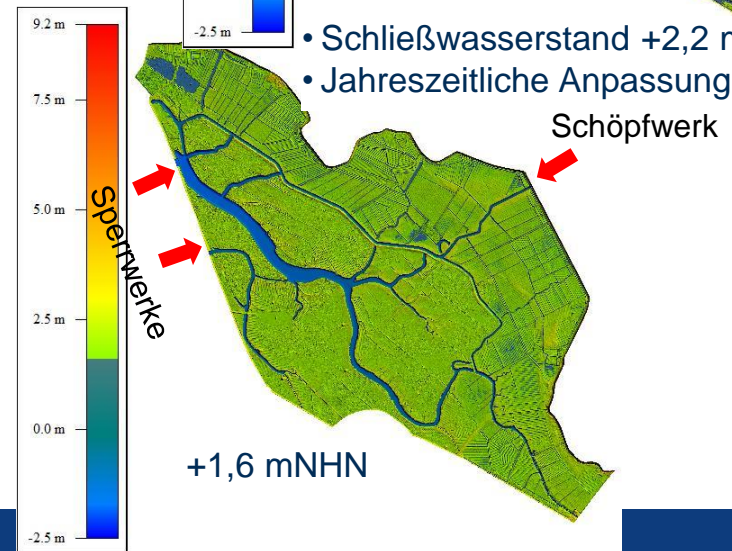 9.2 m
-2.5 m
• Schließwasserstand +2,2 m
• Jahreszeitliche Anpassung
Schöpfwerk
7.5 m
5.0 m
Sperrwerke
2.5 m
0.0 m
+1,6 mNHN
-2.5 m